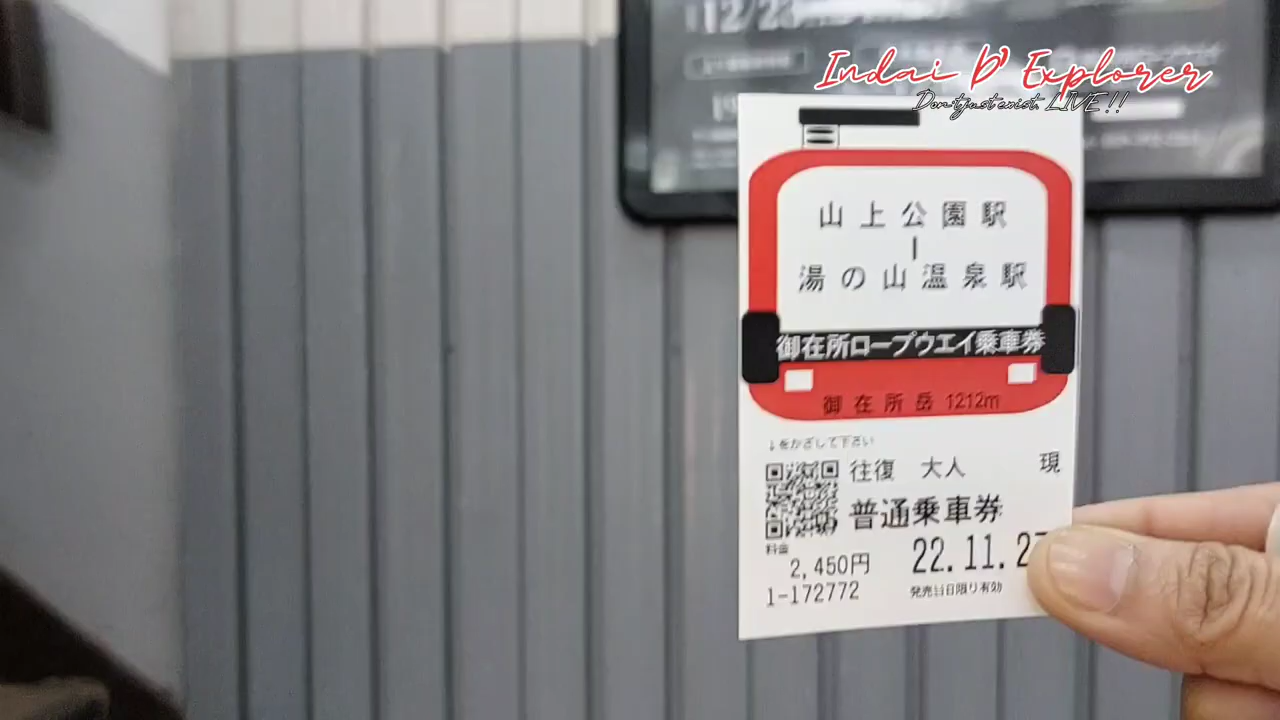 12/23
Indai D' Explorer
Don't just exist, LIVE !!
山上公園駅
|
湯の山温泉駅
御在所ロープウエイ乗車券
御在所岳 1212m
↓をかざして下さい
往復 大人 現
普通乗車券
料金
2,450円
22.11.2
1-172772
発売当日限り有効